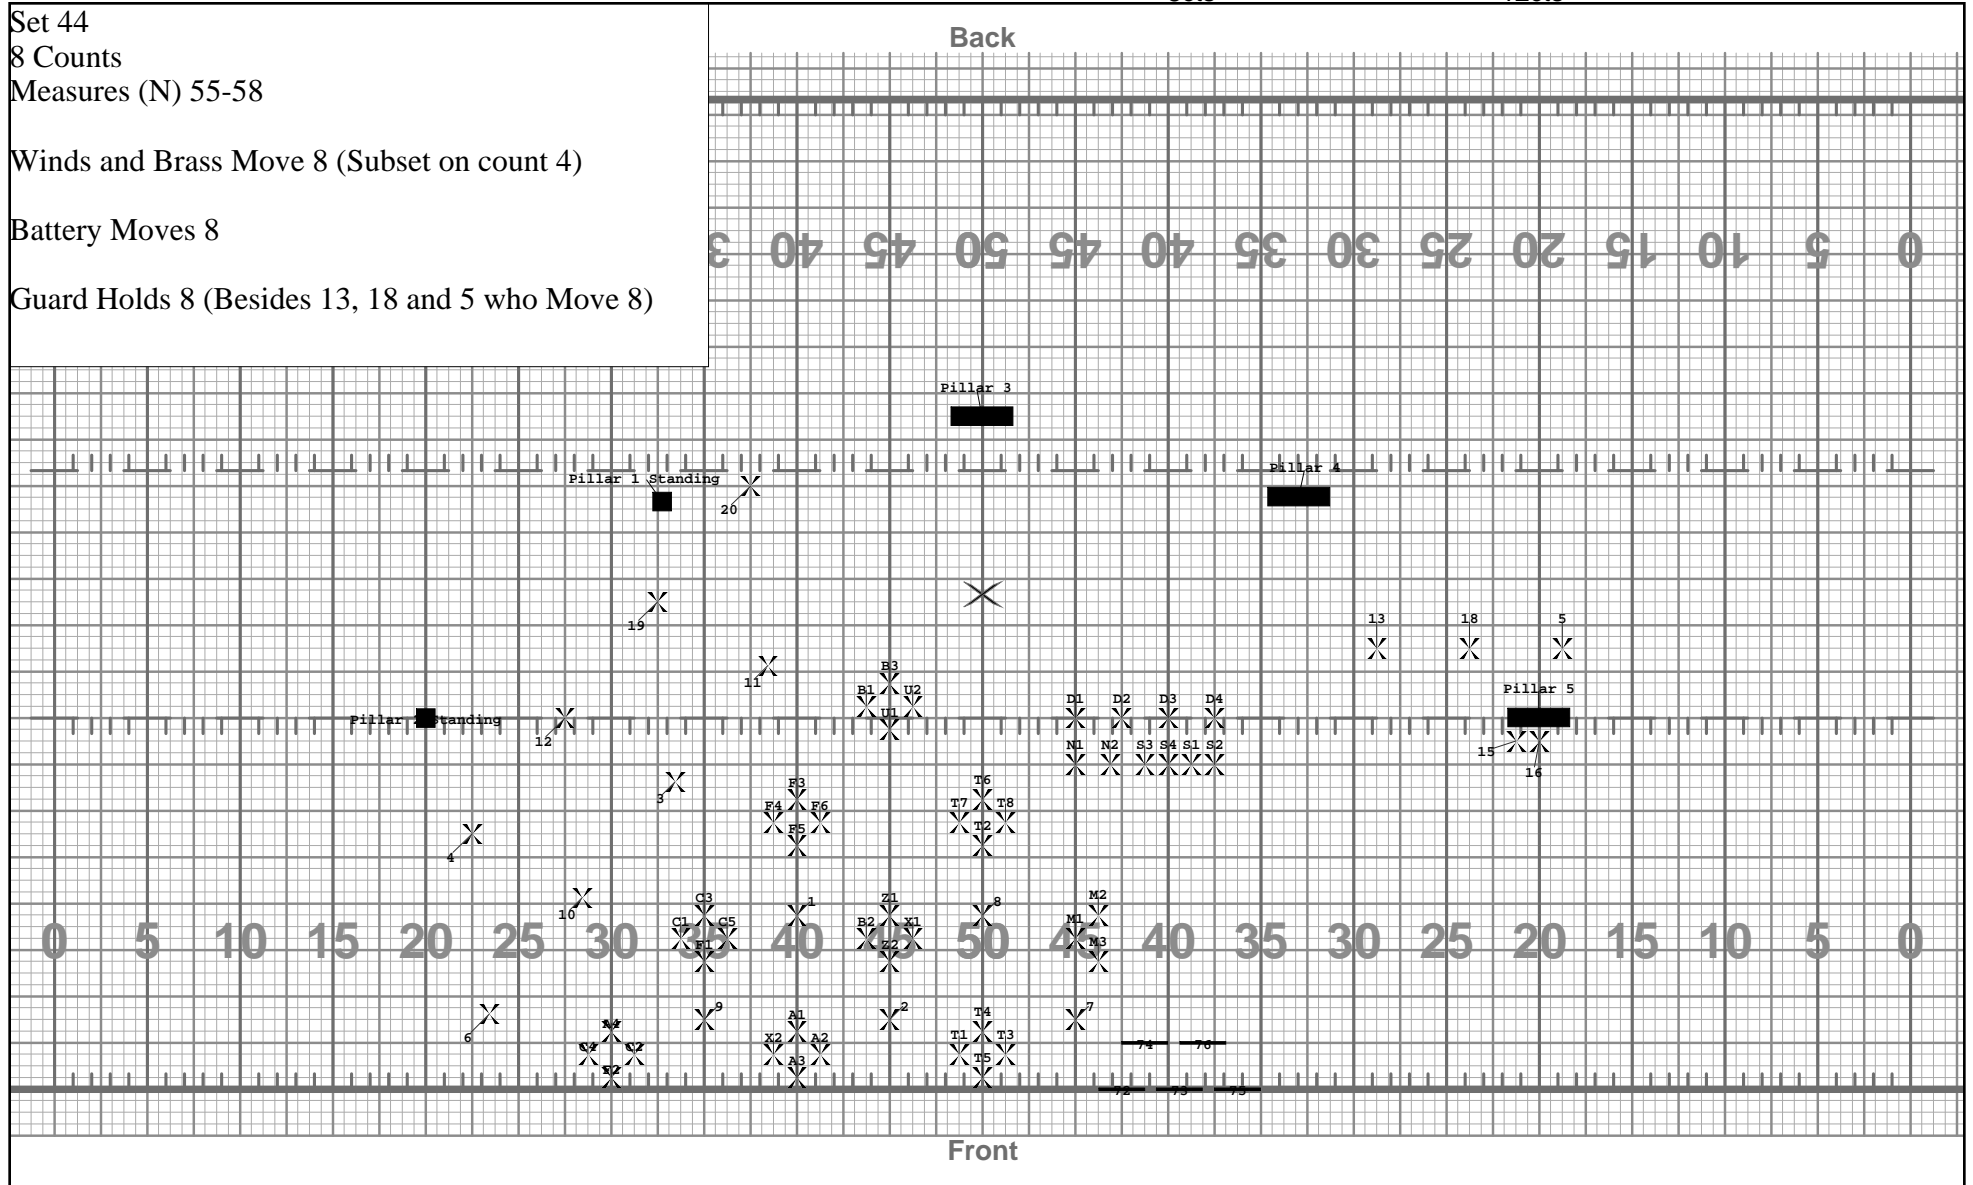 Set 44
8 Counts
Measures (N) 55-58
Winds and Brass Move 8 (Subset on count 4)
Battery Moves 8
Guard Holds 8 (Besides 13, 18 and 5 who Move 8)
Back
40 45 50 45 40 35 30 25 20 15 10 5 0
Pillar 3
Pillar 4
Pillar 1 Standing
20
19
13 18 5
11
B3
B1 U2
U1
Pillar 5
D1 D2 D3 D4
Pillar 2 Standing
12
N1 N2 S3 S4 S1 S2
15
16
3
F3 T6
F4 F6 T7 T8
F5 T2
4
10
C3 1 Z1 8 M2
C1 C5 B2 X1 M1
F1 Z2 M3
0 5 10 15 20 25 30 35 40 45 50 45 40 35 30 25 20 15 10 5 0
6
9 2 7
A4 A1 T4
C4 C2 X2 A2 T1 T3
F2 A3 T5
74 76
72 73 75
Front